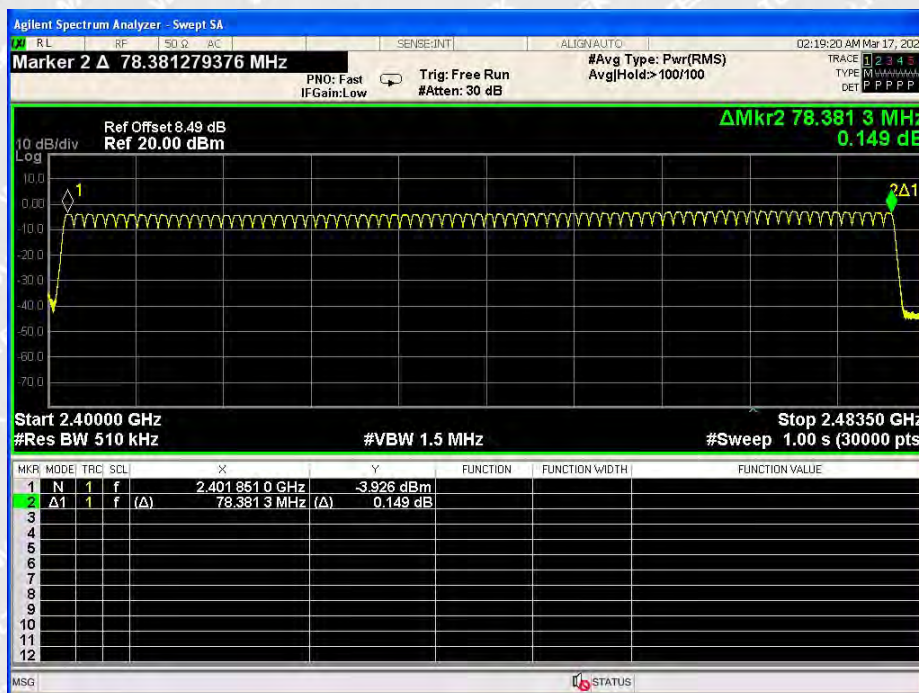 Agilent Spectrum Analyzer - Swept SA
RL RF 50 Ω AC SENSE:INT ALIGNAUTO 02:19:20 AM Mar 17, 202
Marker 2 Δ 78.381279376 MHz
PNO: Fast
IFGain:Low
Trig: Free Run
#Atten: 30 dB
#Avg Type: Pwr(RMS)
Avg|Hold:>100/100
TRACE 1 2 3 4 5
TYPE M
DET P P P P P
10 dB/div
Log
Ref Offset 8.49 dB
Ref 20.00 dBm
ΔMkr2 78.381 3 MHz
0.149 dB
10.0
0.00
-10.0
-20.0
-30.0
-40.0
-50.0
-60.0
-70.0
1
2Δ1
Start 2.40000 GHz
Stop 2.48350 GHz
#Res BW 510 kHz
#VBW 1.5 MHz
#Sweep 1.00 s (30000 pts
MKR MODE TRC SCL X Y FUNCTION FUNCTION WIDTH FUNCTION VALUE
1 N 1 f 2.401 851 0 GHz -3.926 dBm
2 Δ1 1 f (Δ) 78.381 3 MHz (Δ) 0.149 dB
3
4
5
6
7
8
9
10
11
12
MSG STATUS